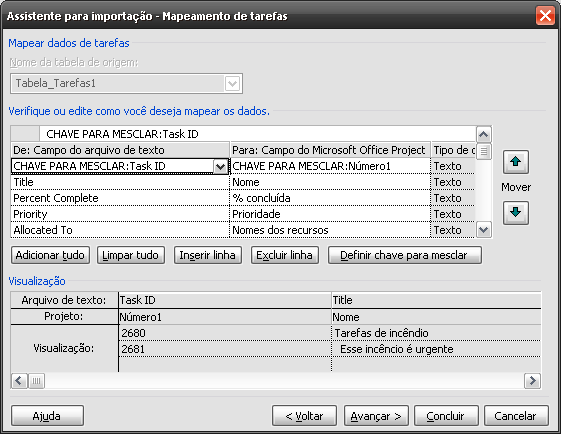 Assistente para importação - Mapeamento de tarefas
Mapear dados de tarefas
Nome da tabela de origem:
Tabela_Tarefas1
Verifique ou edite como você deseja mapear os dados.
CHAVE PARA MESCLAR:Task ID
De: Campo do arquivo de texto Para: Campo do Microsoft Office Project Tipo de d
CHAVE PARA MESCLAR:Task ID CHAVE PARA MESCLAR:Número1 Texto
Title Nome Texto
Percent Complete % concluída Texto
Priority Prioridade Texto
Allocated To Nomes dos recursos Texto
Mover
Adicionar tudo Limpar tudo Inserir linha Excluir linha Definir chave para mesclar
Visualização
Arquivo de texto: Task ID Title
Projeto: Número1 Nome
Visualização:
2680 Tarefas de incêndio
2681 Esse incêncio é urgente
Ajuda < Voltar Avançar > Concluir Cancelar